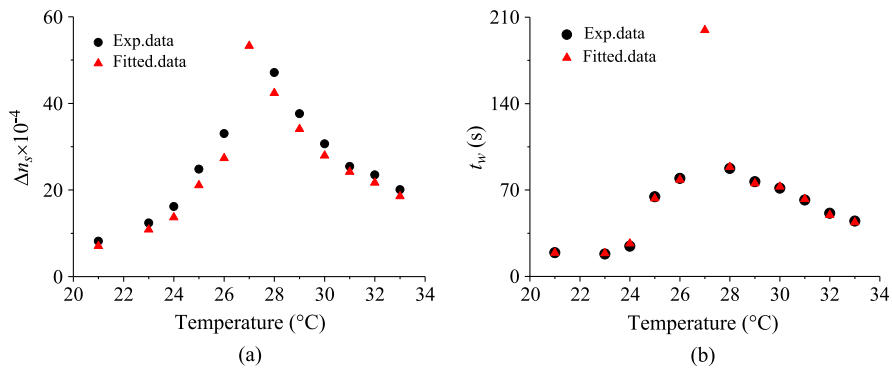 60
40
20
0
20 22 24 26 28 30 32 34
Δnₛ×10⁻⁴
Exp.data
Fitted.data
Temperature (°C)
(a)
210
140
70
0
20 22 24 26 28 30 32 34
t_w (s)
Exp.data
Fitted.data
Temperature (°C)
(b)